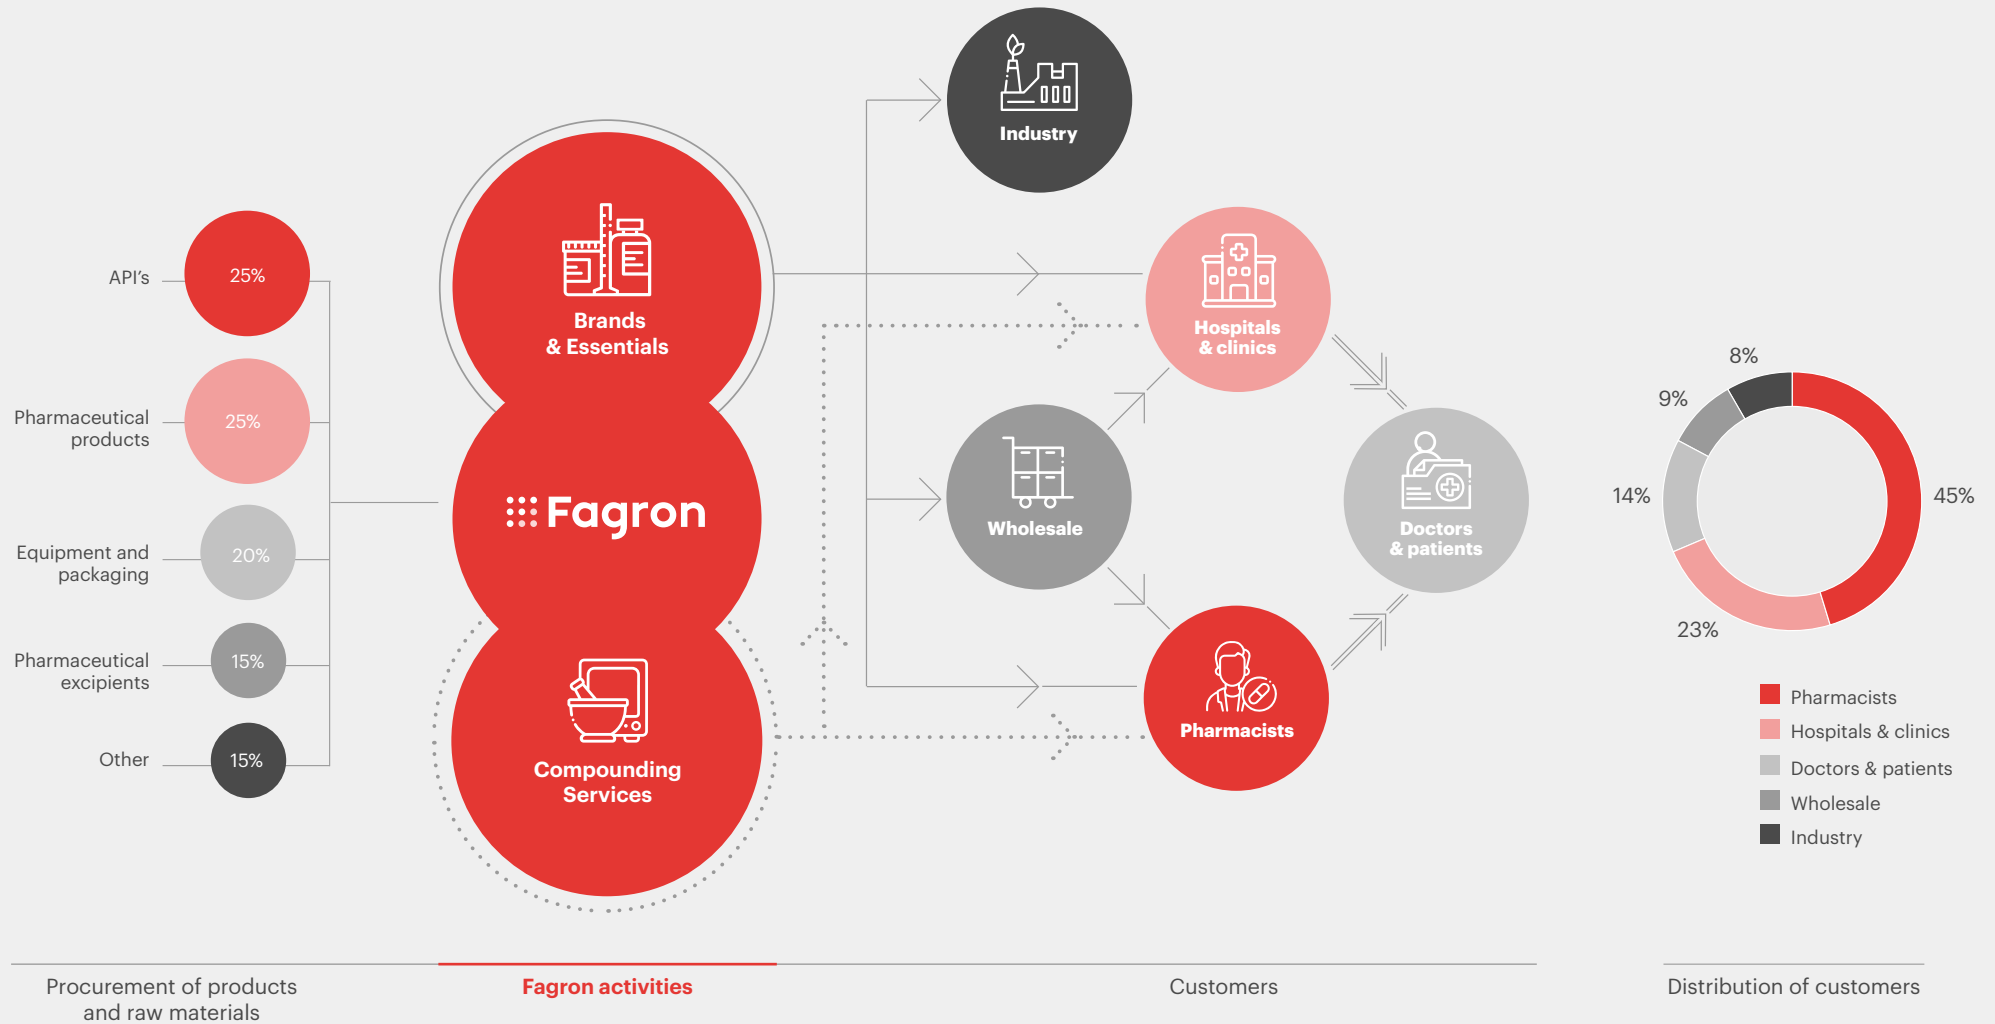 API's
25%
Pharmaceutical
products
25%
Equipment and
packaging
20%
Pharmaceutical
excipients
15%
Other
15%
Brands
& Essentials
Fagron
Compounding
Services
Industry
Hospitals
& clinics
Wholesale
Doctors
& patients
Pharmacists
8%
9%
14%
45%
23%
Pharmacists
Hospitals & clinics
Doctors & patients
Wholesale
Industry
Procurement of products
and raw materials
Fagron activities
Customers
Distribution of customers